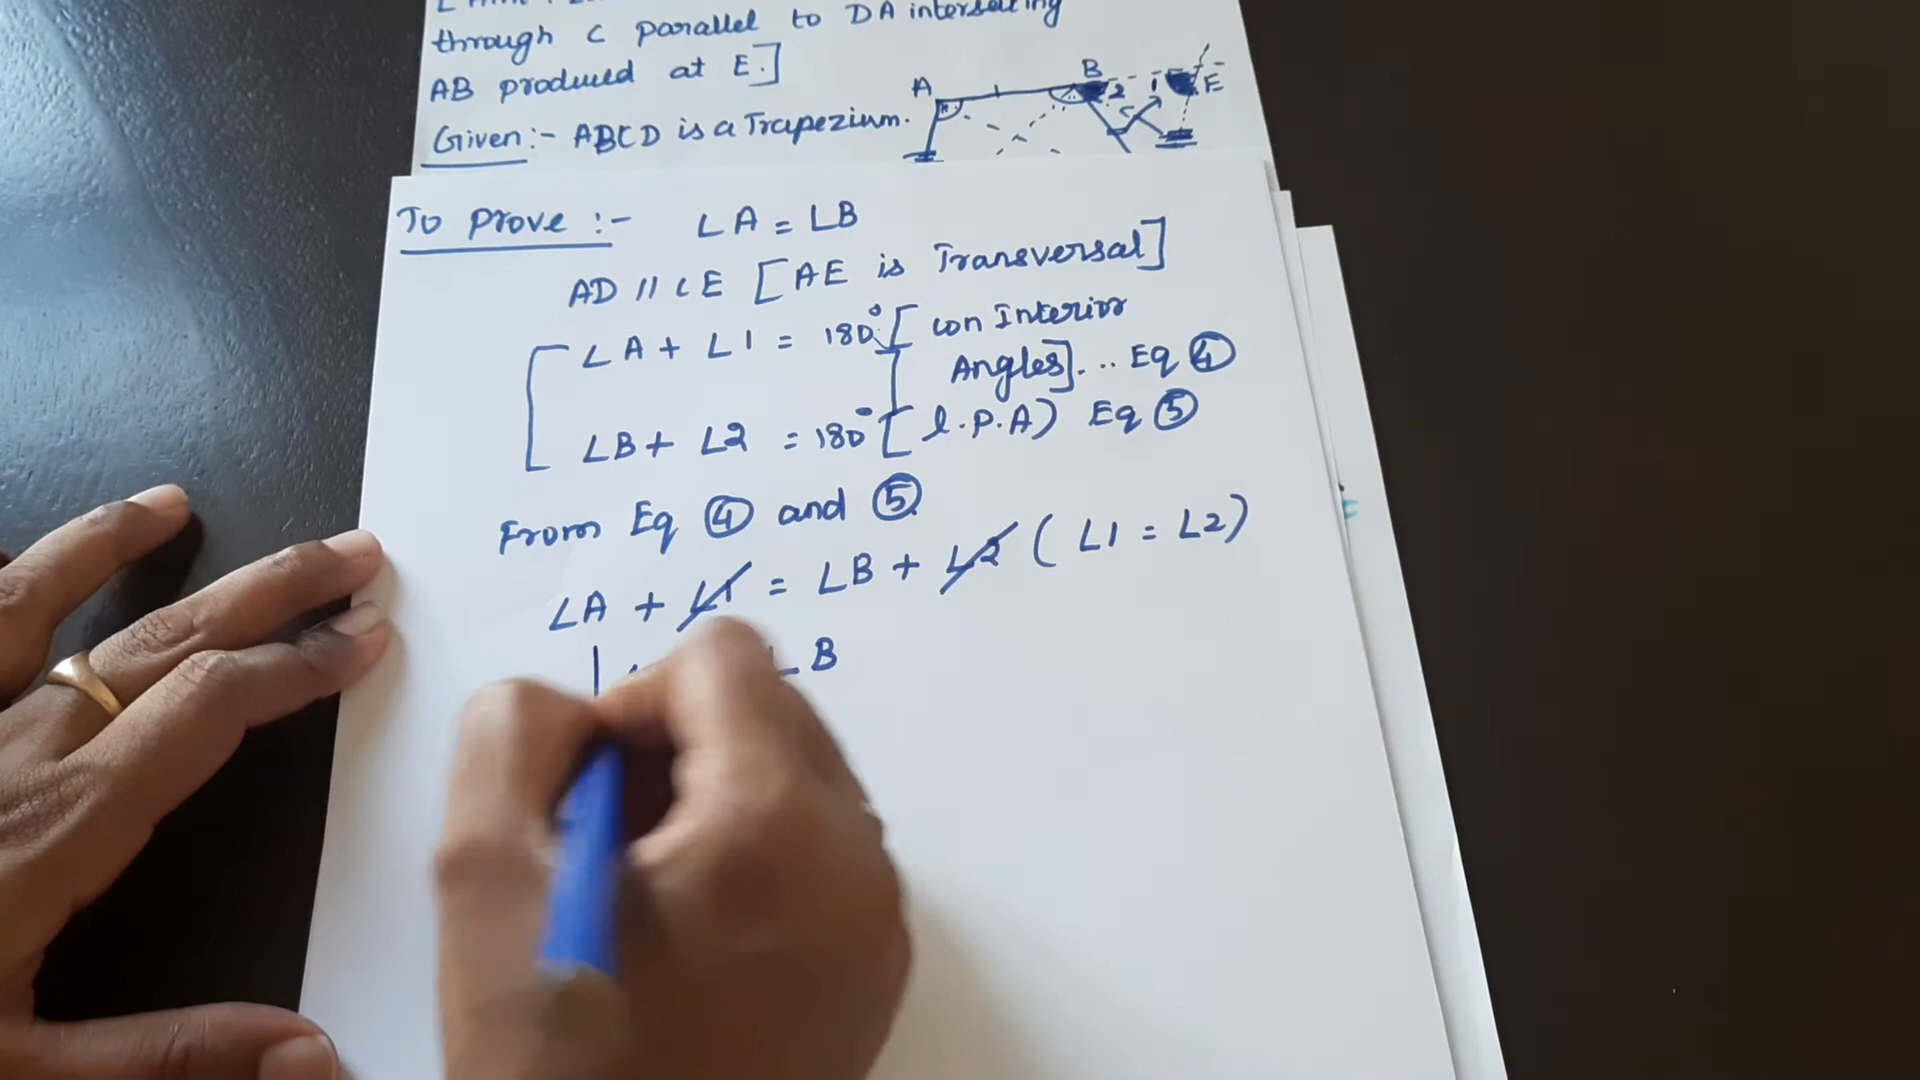 through C parallel to DA intersecting
AB produced at E.]
Given :- ABCD is a Trapezium.
A B 2 1 E
To prove :- ∠A = ∠B
AD // CE [AE is Transversal]
∠A + ∠1 = 180° [con Interior
Angles]... Eq ④
∠B + ∠2 = 180° [l.P.A) Eq ⑤
From Eq ④ and ⑤
∠A + ∠1 = ∠B + ∠2 (∠1 = ∠2)
∠B